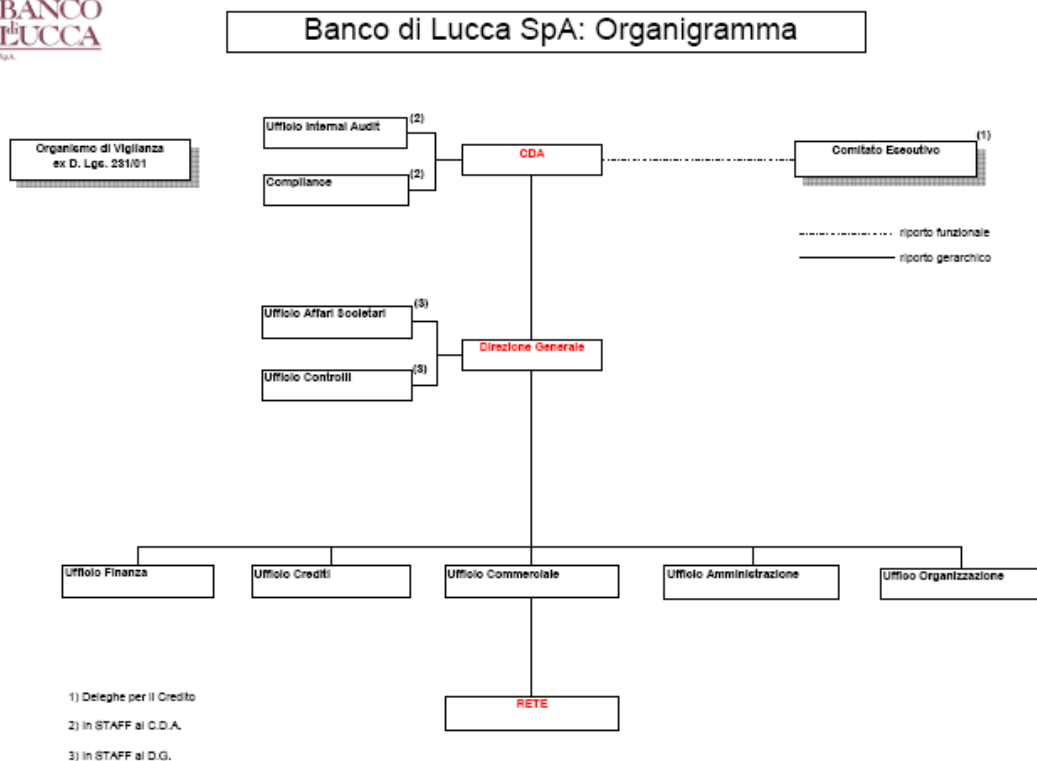 BANCO
di
LUCCA
S.p.A.
Banco di Lucca SpA: Organigramma
Organismo di Vigilanza
ex D. Lgs. 231/01
Ufficio Internal Audit
(2)
Compliance
(2)
CDA
Comitato Esecutivo
(1)
riporto funzionale
riporto gerarchico
Ufficio Affari Societari
(3)
Ufficio Controlli
(3)
Direzione Generale
Ufficio Finanza
Ufficio Crediti
Ufficio Commerciale
Ufficio Amministrazione
Uffico Organizzazione
RETE
1) Deleghe per il Credito
2) In STAFF al C.D.A.
3) In STAFF al D.G.